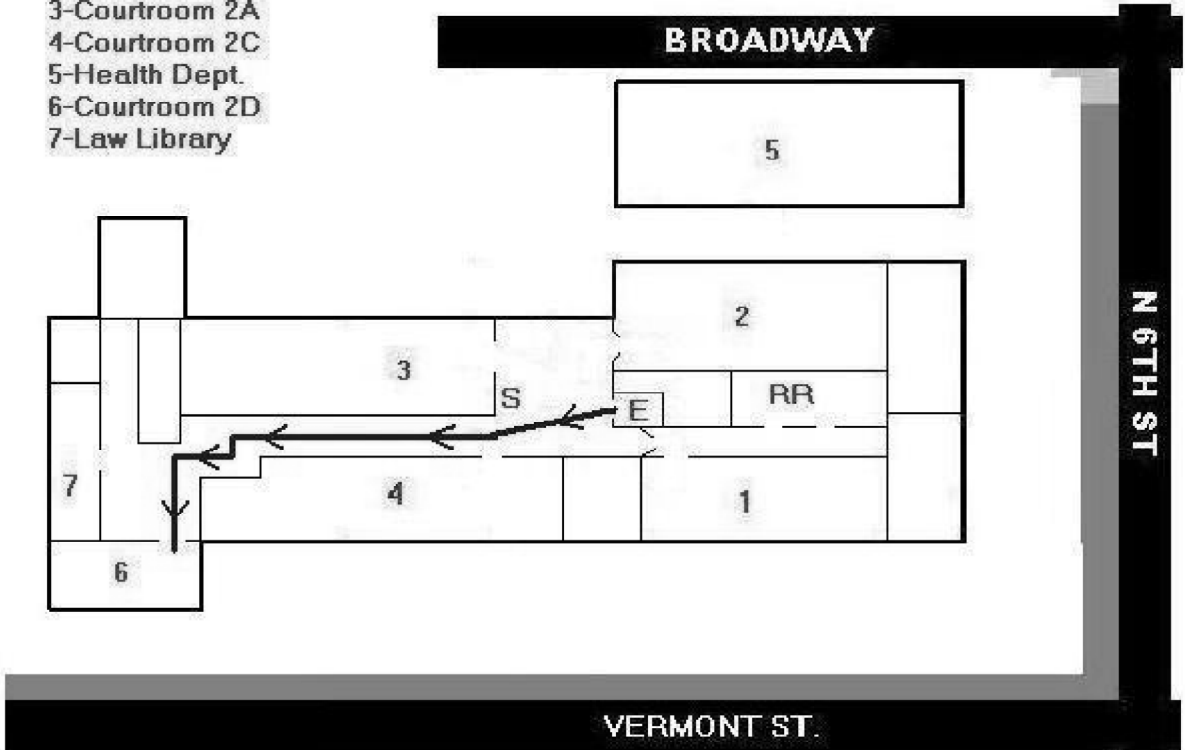 3-Courtroom 2A
4-Courtroom 2C
5-Health Dept.
6-Courtroom 2D
7-Law Library
BROADWAY
5
2
N 6TH ST
3
S
E
RR
7
4
1
6
VERMONT ST.